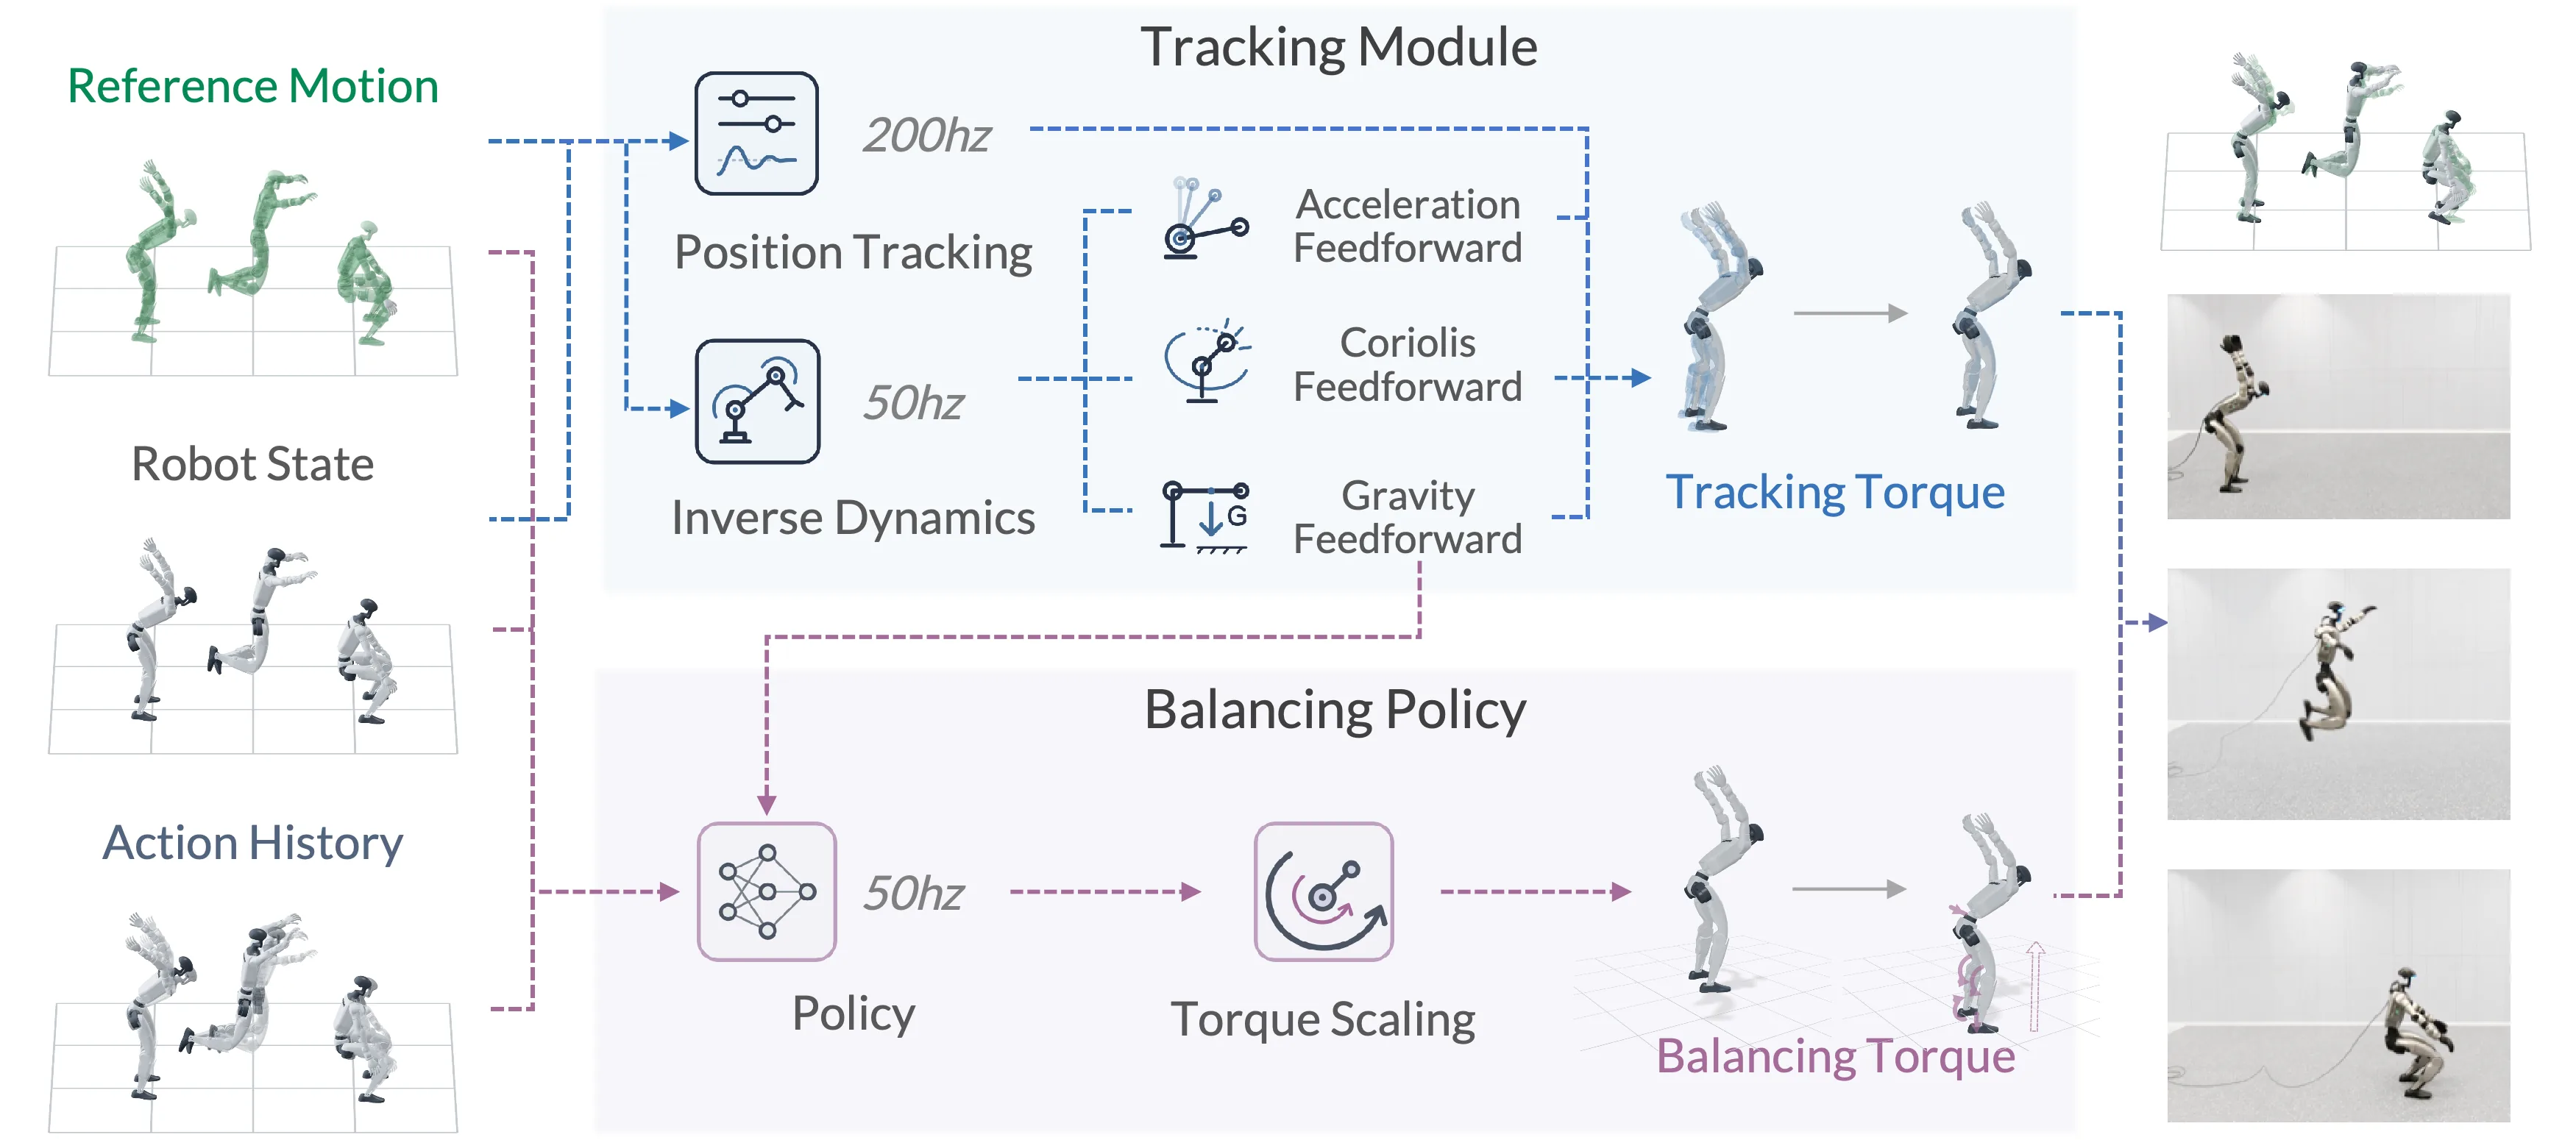 Reference Motion
Robot State
Action History
Tracking Module
200hz
Position Tracking
50hz
Inverse Dynamics
Acceleration
Feedforward
Coriolis
Feedforward
G
Gravity
Feedforward
Tracking Torque
Balancing Policy
50hz
Policy
Torque Scaling
Balancing Torque